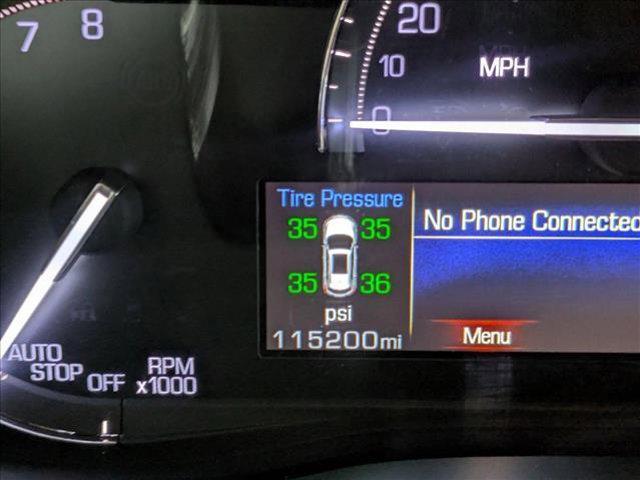 7 8
20
10
MPH
0
Tire Pressure
35 35
35 36
psi
115200mi
No Phone Connected
Menu
AUTO
STOP
OFF
RPM
x1000